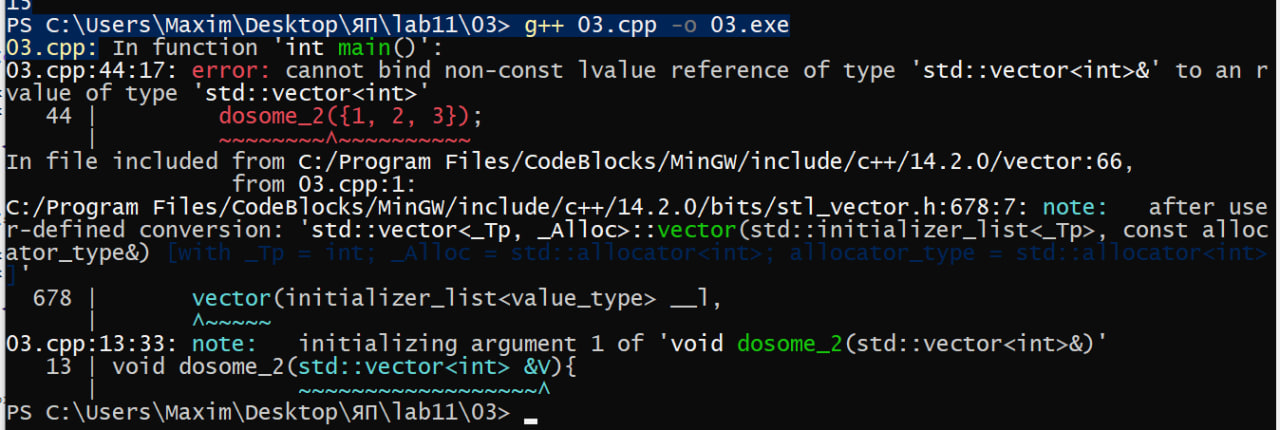 15
PS C:\Users\Maxim\Desktop\ЯП\lab11\03> g++ 03.cpp -o 03.exe
03.cpp: In function 'int main()':
03.cpp:44:17: error: cannot bind non-const lvalue reference of type 'std::vector<int>&' to an r
value of type 'std::vector<int>'
   44 |         dosome_2({1, 2, 3});
      |         ~~~~~~~~^~~~~~~~~~~
In file included from C:/Program Files/CodeBlocks/MinGW/include/c++/14.2.0/vector:66,
                 from 03.cpp:1:
C:/Program Files/CodeBlocks/MinGW/include/c++/14.2.0/bits/stl_vector.h:678:7: note:   after use
r-defined conversion: 'std::vector<_Tp, _Alloc>::vector(std::initializer_list<_Tp>, const alloc
ator_type&) [with _Tp = int; _Alloc = std::allocator<int>; allocator_type = std::allocator<int>
]'
  678 |       vector(initializer_list<value_type> __l,
      |       ^~~~~~
03.cpp:13:33: note:   initializing argument 1 of 'void dosome_2(std::vector<int>&)'
   13 | void dosome_2(std::vector<int> &V){
      |               ~~~~~~~~~~~~~~~~~~^
PS C:\Users\Maxim\Desktop\ЯП\lab11\03>